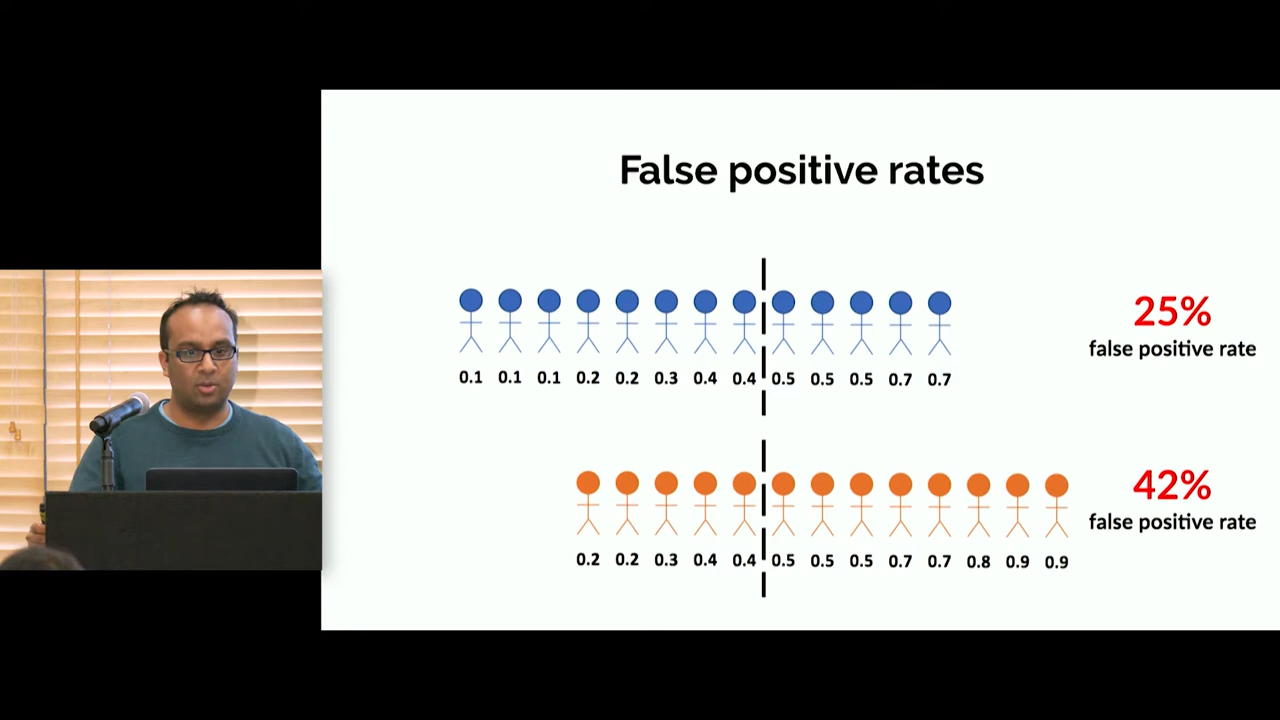 False positive rates
25%
false positive rate
0.1 0.1 0.1 0.2 0.2 0.3 0.4 0.4 0.5 0.5 0.5 0.7 0.7
42%
false positive rate
0.2 0.2 0.3 0.4 0.4 0.5 0.5 0.5 0.7 0.7 0.8 0.9 0.9